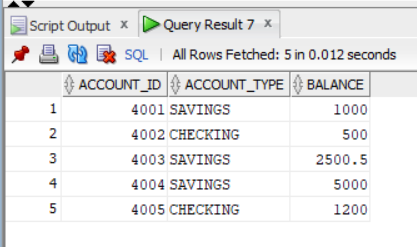 Script Output x Query Result 7 x
SQL | All Rows Fetched: 5 in 0.012 seconds
ACCOUNT_ID ACCOUNT_TYPE BALANCE
1 4001 SAVINGS 1000
2 4002 CHECKING 500
3 4003 SAVINGS 2500.5
4 4004 SAVINGS 5000
5 4005 CHECKING 1200